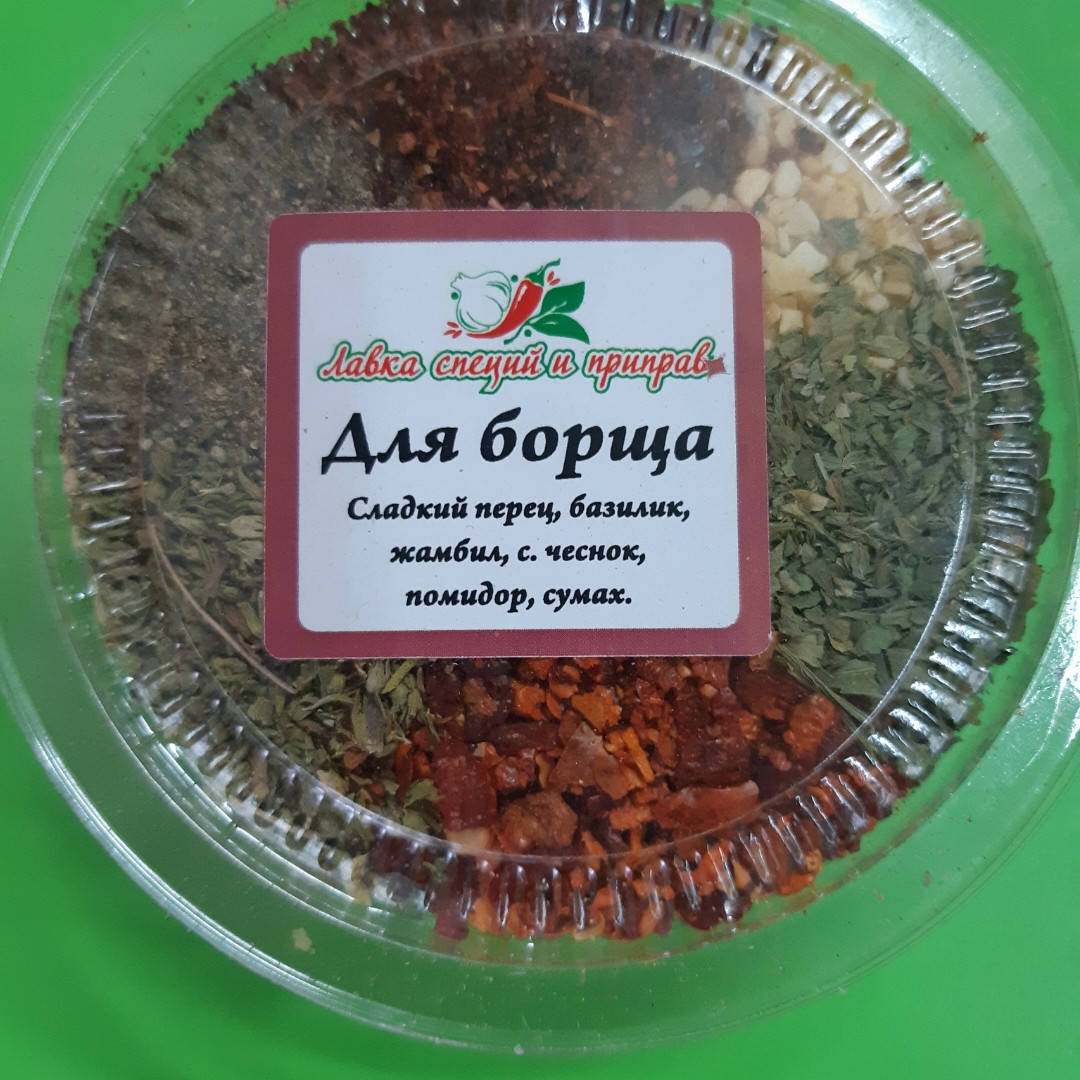 Лавка специй и приправ
Для борща
Сладкий перец, базилик,
жамбил, с. чеснок,
помидор, сумах.